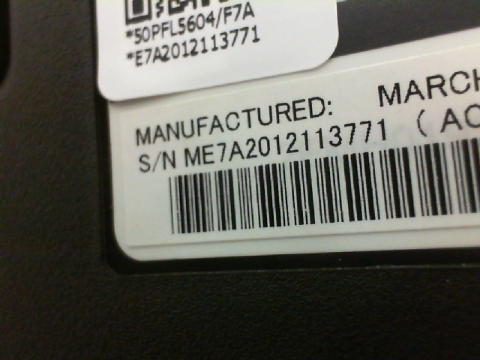 *50PFL5604/F7A
*E7A2012113771
MANUFACTURED: MARCH
S/N ME7A2012113771 ( AC